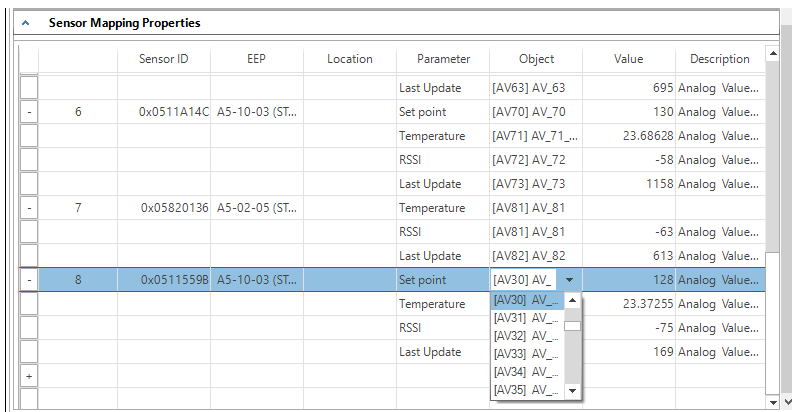 Sensor Mapping Properties
Sensor ID EEP Location Parameter Object Value Description
Last Update [AV63] AV_63 695 Analog Value...
- 6 0x0511A14C A5-10-03 (ST... Set point [AV70] AV_70 130 Analog Value...
Temperature [AV71] AV_71_... 23.68628 Analog Value...
RSSI [AV72] AV_72 -58 Analog Value...
Last Update [AV73] AV_73 1158 Analog Value...
- 7 0x05820136 A5-02-05 (ST... Temperature [AV81] AV_81
RSSI [AV81] AV_81 -63 Analog Value...
Last Update [AV82] AV_82 613 Analog Value...
- 8 0x0511559B A5-10-03 (ST... Set point [AV30] AV_ 128 Analog Value...
Temperature [AV30] AV_... 23.37255 Analog Value...
[AV31] AV_...
RSSI [AV32] AV_... -75 Analog Value...
Last Update [AV33] AV_... 169 Analog Value...
+ [AV34] AV_...
[AV35] AV_...